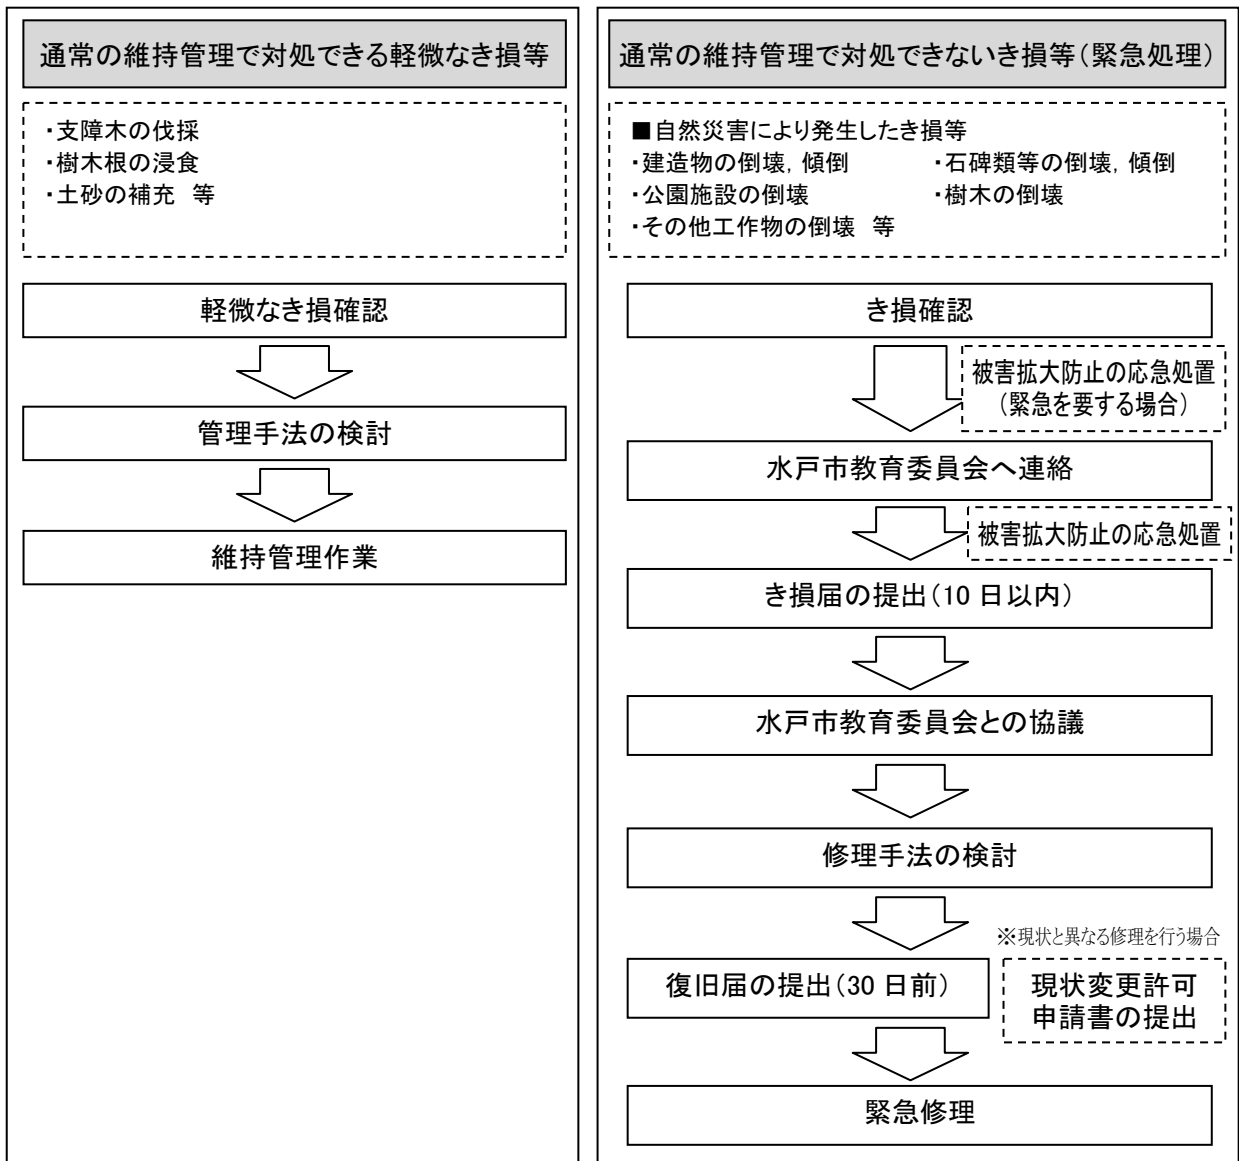 通常の維持管理で対処できる軽微なき損等
・支障木の伐採
・樹木根の浸食
・土砂の補充　等
軽微なき損確認
管理手法の検討
維持管理作業
通常の維持管理で対処できないき損等（緊急処理）
■自然災害により発生したき損等
・建造物の倒壊，傾倒　・石碑類等の倒壊，傾倒
・公園施設の倒壊　・樹木の倒壊
・その他工作物の倒壊　等
き損確認
被害拡大防止の応急処置
（緊急を要する場合）
水戸市教育委員会へ連絡
被害拡大防止の応急処置
き損届の提出（10 日以内）
水戸市教育委員会との協議
修理手法の検討
※現状と異なる修理を行う場合
復旧届の提出（30 日前）
現状変更許可
申請書の提出
緊急修理